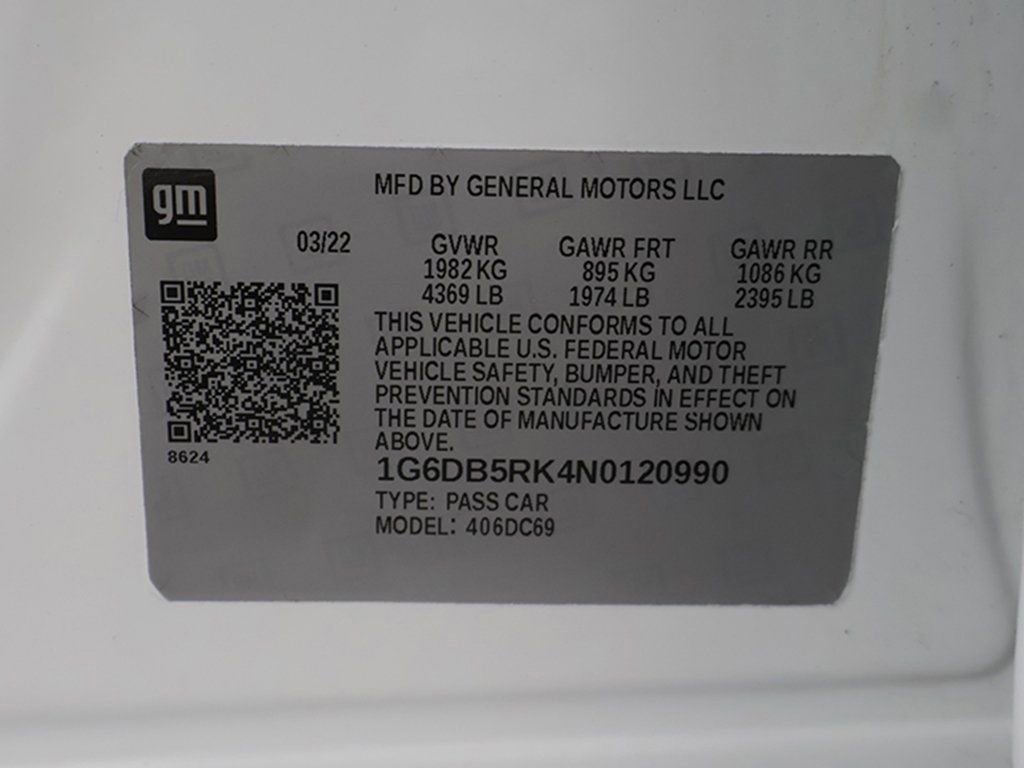 gm
MFD BY GENERAL MOTORS LLC
03/22 GVWR GAWR FRT GAWR RR
1982 KG 895 KG 1086 KG
4369 LB 1974 LB 2395 LB
THIS VEHICLE CONFORMS TO ALL
APPLICABLE U.S. FEDERAL MOTOR
VEHICLE SAFETY, BUMPER, AND THEFT
PREVENTION STANDARDS IN EFFECT ON
THE DATE OF MANUFACTURE SHOWN
ABOVE.
8624
1G6DB5RK4N0120990
TYPE: PASS CAR
MODEL: 406DC69